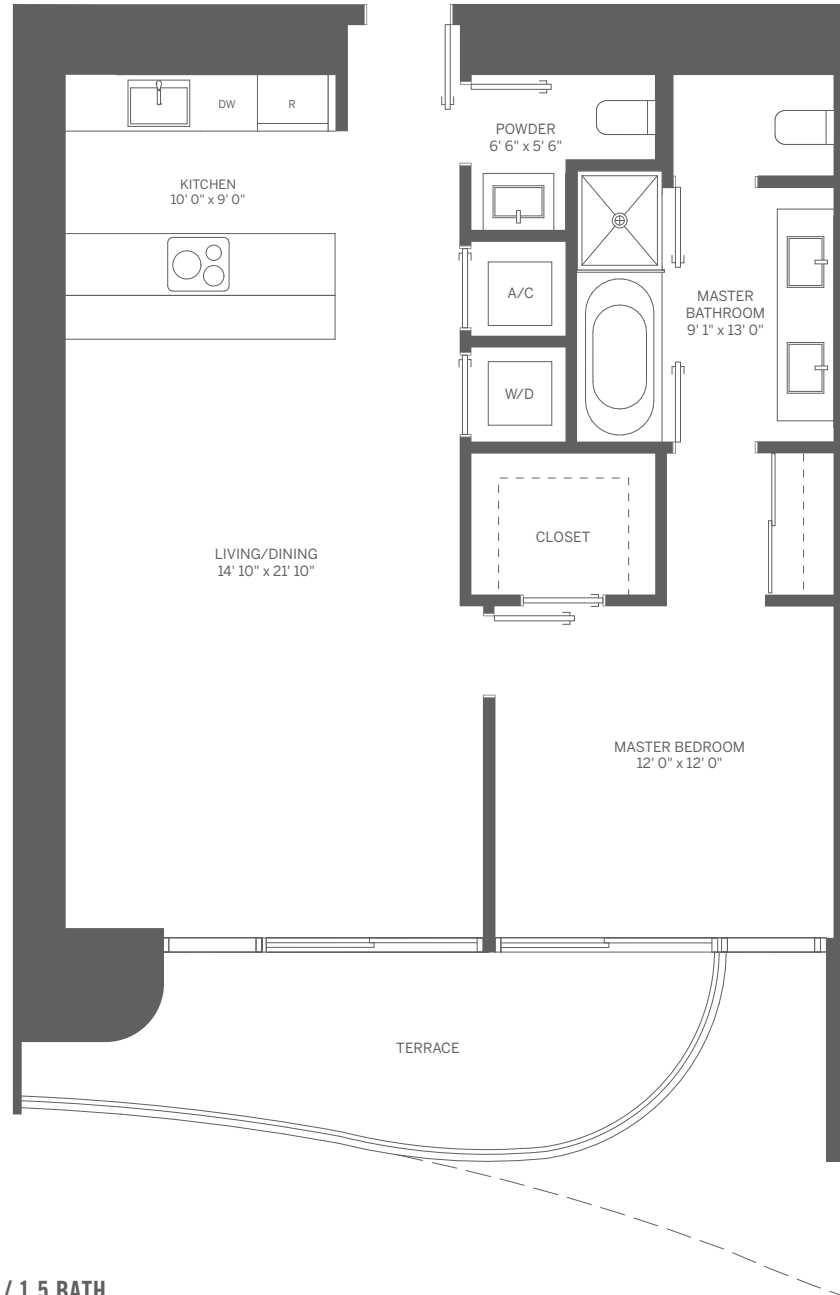 DW
R
POWDER
6' 6" x 5' 6"
KITCHEN
10' 0" x 9' 0"
A/C
MASTER
BATHROOM
9' 1" x 13' 0"
W/D
CLOSET
LIVING/DINING
14' 10" x 21' 10"
MASTER BEDROOM
12' 0" x 12' 0"
TERRACE
/ 1.5 BATH